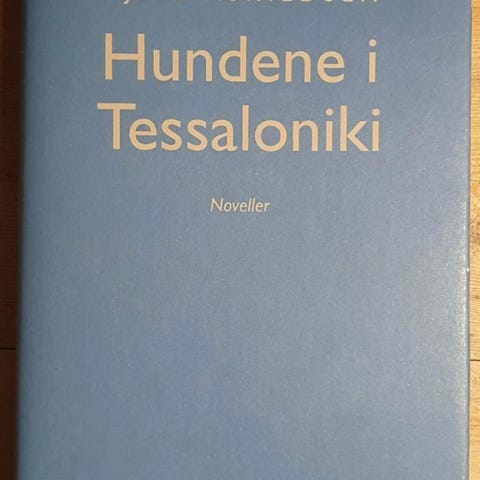 Hundene i
Tessaloniki
Noveller